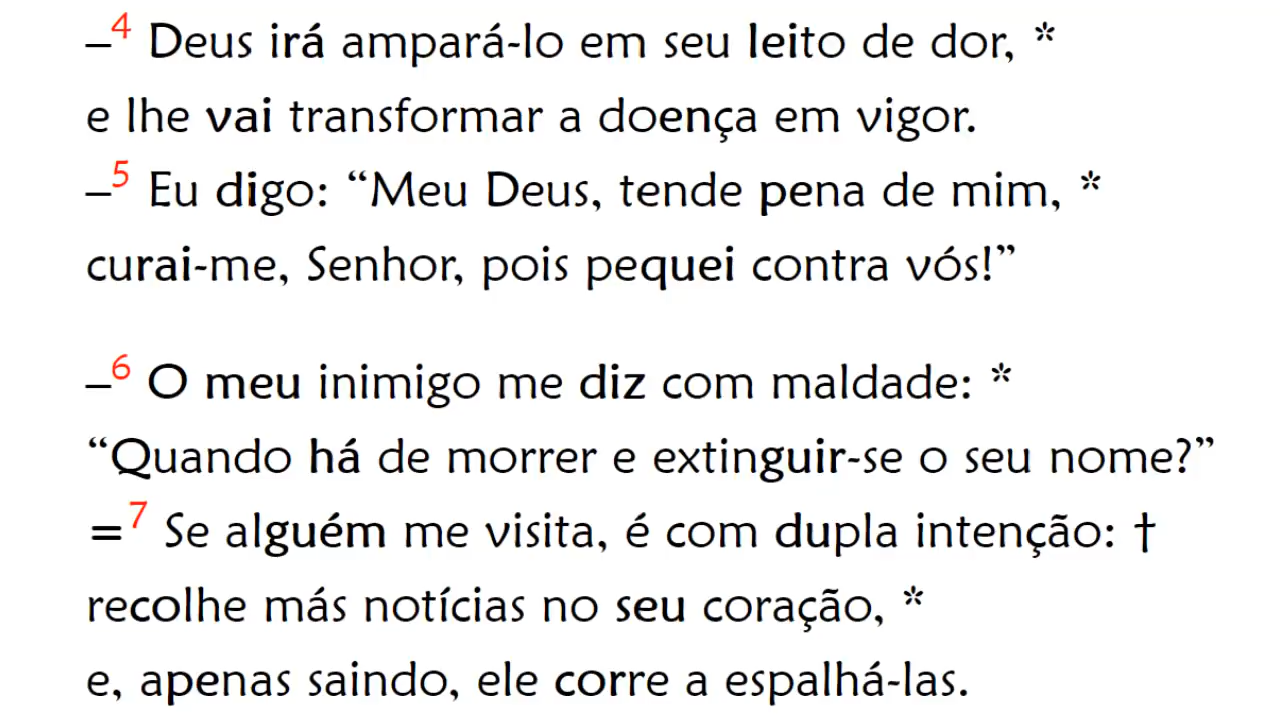 –4 Deus irá ampará-lo em seu leito de dor, *
e lhe vai transformar a doença em vigor.
–5 Eu digo: “Meu Deus, tende pena de mim, *
curai-me, Senhor, pois pequei contra vós!”
–6 O meu inimigo me diz com maldade: *
“Quando há de morrer e extinguir-se o seu nome?”
=7 Se alguém me visita, é com dupla intenção: †
recolhe más notícias no seu coração, *
e, apenas saindo, ele corre a espalhá-las.